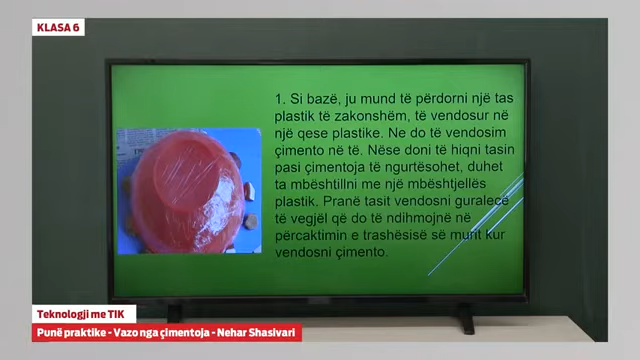 KLASA 6
1. Si bazë, ju mund të përdorni një tas
plastik të zakonshëm, të vendosur në
një qese plastike. Ne do të vendosim
çimento në të. Nëse doni të hiqni tasin
pasi çimentoja të ngurtësohet, duhet
ta mbështillni me një mbështjellës
plastik. Pranë tasit vendosni guralecë
të vegjël që do të ndihmojnë në
përcaktimin e trashësisë së murit kur
vendosni çimento.
Teknologji me TIK
Punë praktike - Vazo nga çimentoja - Nehar Shasivari